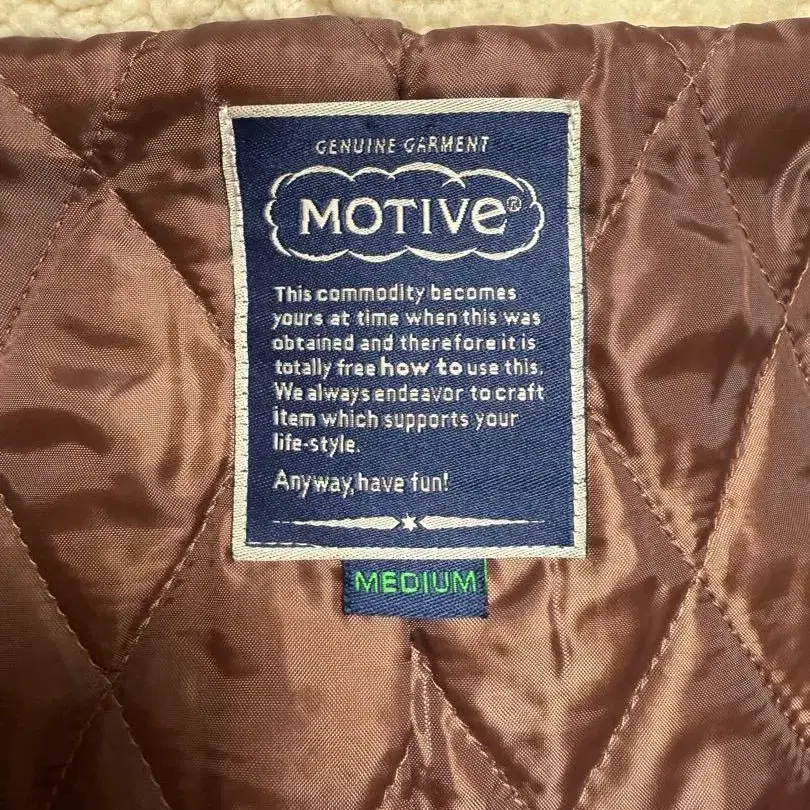 GENUINE GARMENT
MOTIVe®
This commodity becomes
yours at time when this was
obtained and therefore it is
totally free how to use this.
We always endeavor to craft
item which supports your
life-style.
Anyway, have fun!
MEDIUM